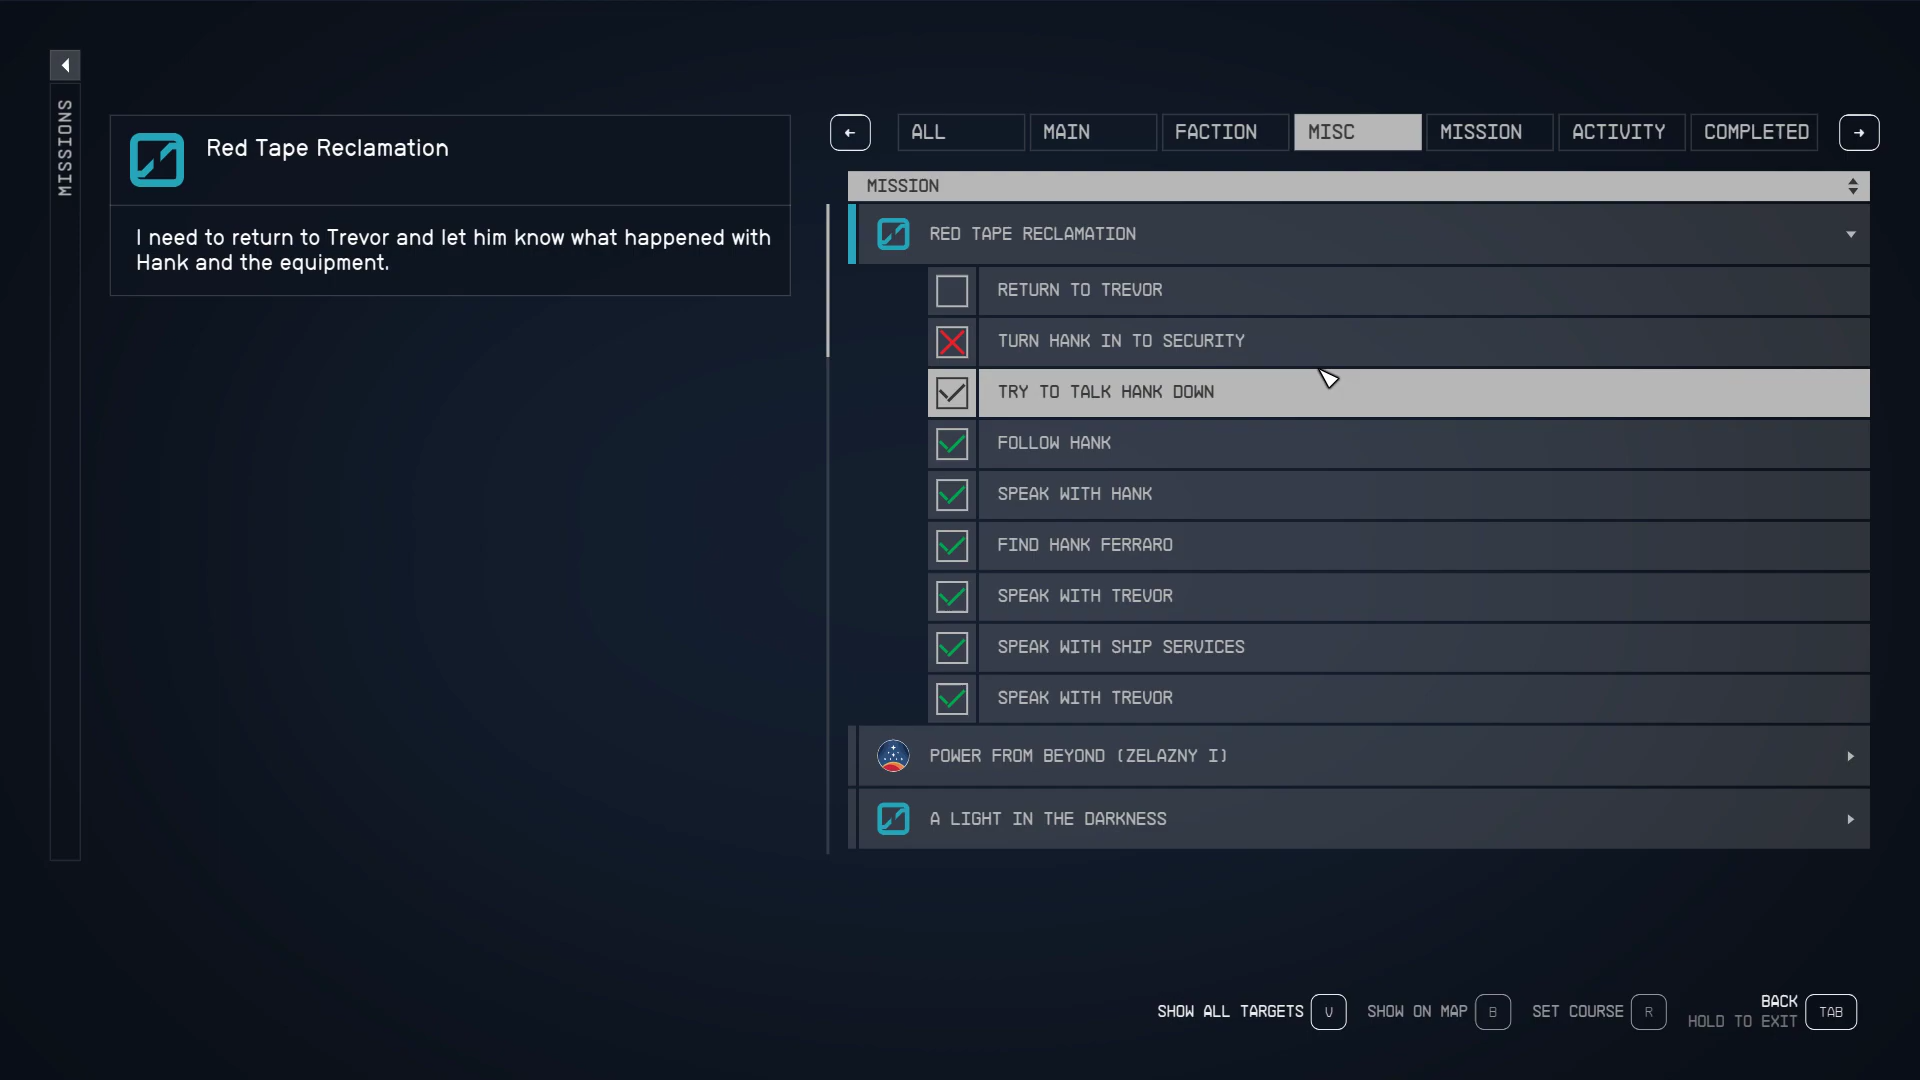 MISSIONS
Red Tape Reclamation
I need to return to Trevor and let him know what happened with
Hank and the equipment.
ALL
MAIN
FACTION
MISC
MISSION
ACTIVITY
COMPLETED
MISSION
RED TAPE RECLAMATION
RETURN TO TREVOR
TURN HANK IN TO SECURITY
TRY TO TALK HANK DOWN
FOLLOW HANK
SPEAK WITH HANK
FIND HANK FERRARO
SPEAK WITH TREVOR
SPEAK WITH SHIP SERVICES
SPEAK WITH TREVOR
POWER FROM BEYOND (ZELAZNY I)
A LIGHT IN THE DARKNESS
SHOW ALL TARGETS V
SHOW ON MAP B
SET COURSE R
BACK
HOLD TO EXIT
TAB